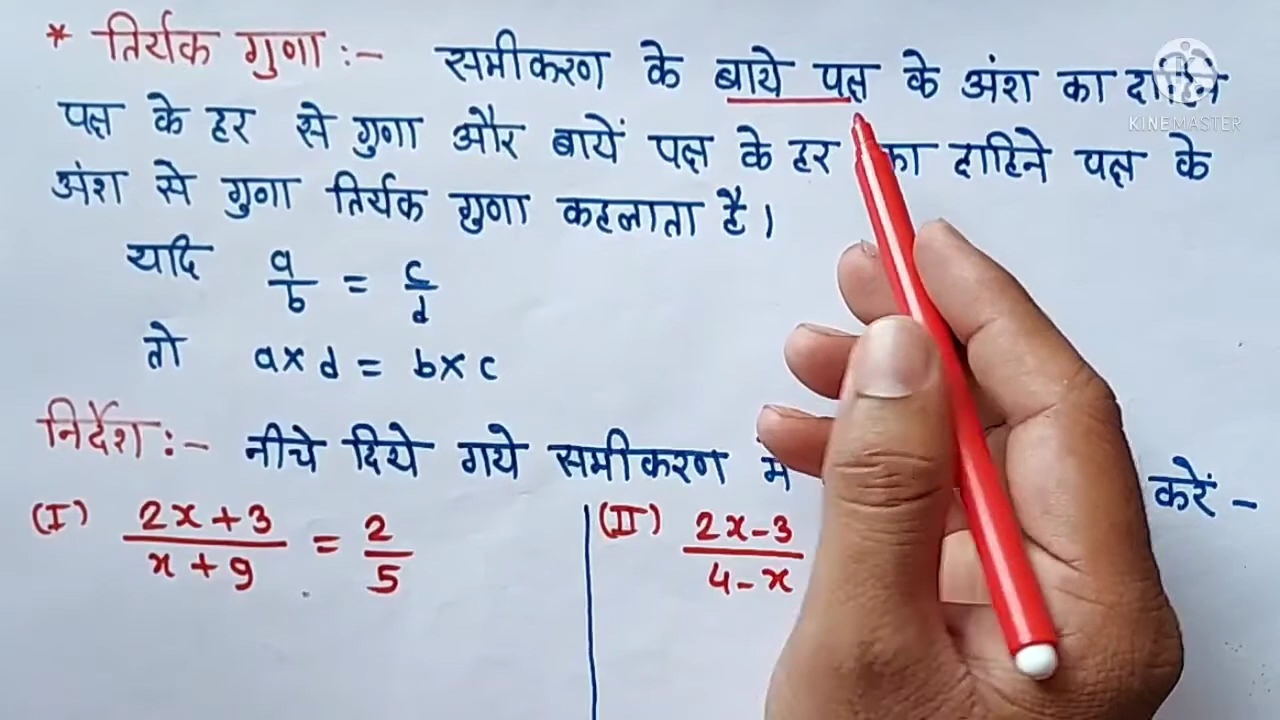 * तिर्यक गुणा :- समीकरण के बाये पक्ष के अंश का दाहिने
पक्ष के हर से गुणा और बायें पक्ष के हर का दाहिने पक्ष के
अंश से गुणा तिर्यक गुणा कहलाता है।
यदि a/b = c/d
तो a×d = b×c
निर्देश :- नीचे दिये गये समीकरण में करें -
(I) 2x+3/x+9 = 2/5
(II) 2x-3/4-x
KINEMASTER